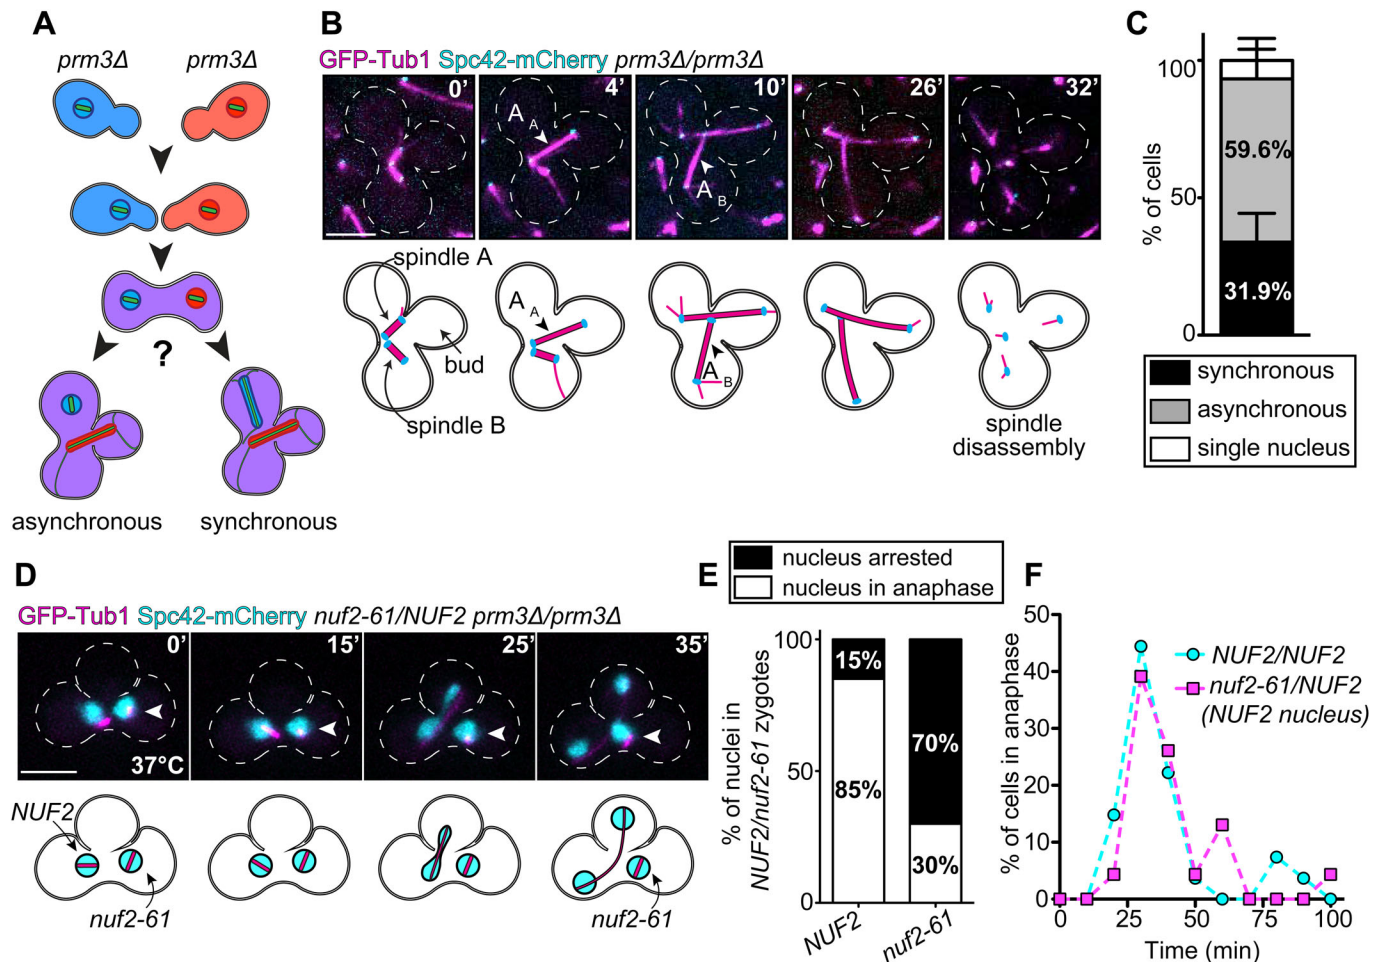 A
prm3Δ prm3Δ
?
asynchronous synchronous
B
GFP-Tub1 Spc42-mCherry prm3Δ/prm3Δ
0’ 4’ 10’ 26’ 32’
A A
A B
spindle A
A A
A B
bud
spindle B
spindle
disassembly
C
% of cells
100
50
0
59.6%
31.9%
synchronous
asynchronous
single nucleus
D
GFP-Tub1 Spc42-mCherry nuf2-61/NUF2 prm3Δ/prm3Δ
0’ 15’ 25’ 35’
37°C
NUF2
nuf2-61 nuf2-61
E
nucleus arrested
nucleus in anaphase
% of nuclei in
NUF2/nuf2-61 zygotes
100
50
0
15%
85%
70%
30%
NUF2 nuf2-61
F
% of cells in anaphase
50
40
30
20
10
0
NUF2/NUF2
nuf2-61/NUF2
(NUF2 nucleus)
0 25 50 75 100
Time (min)